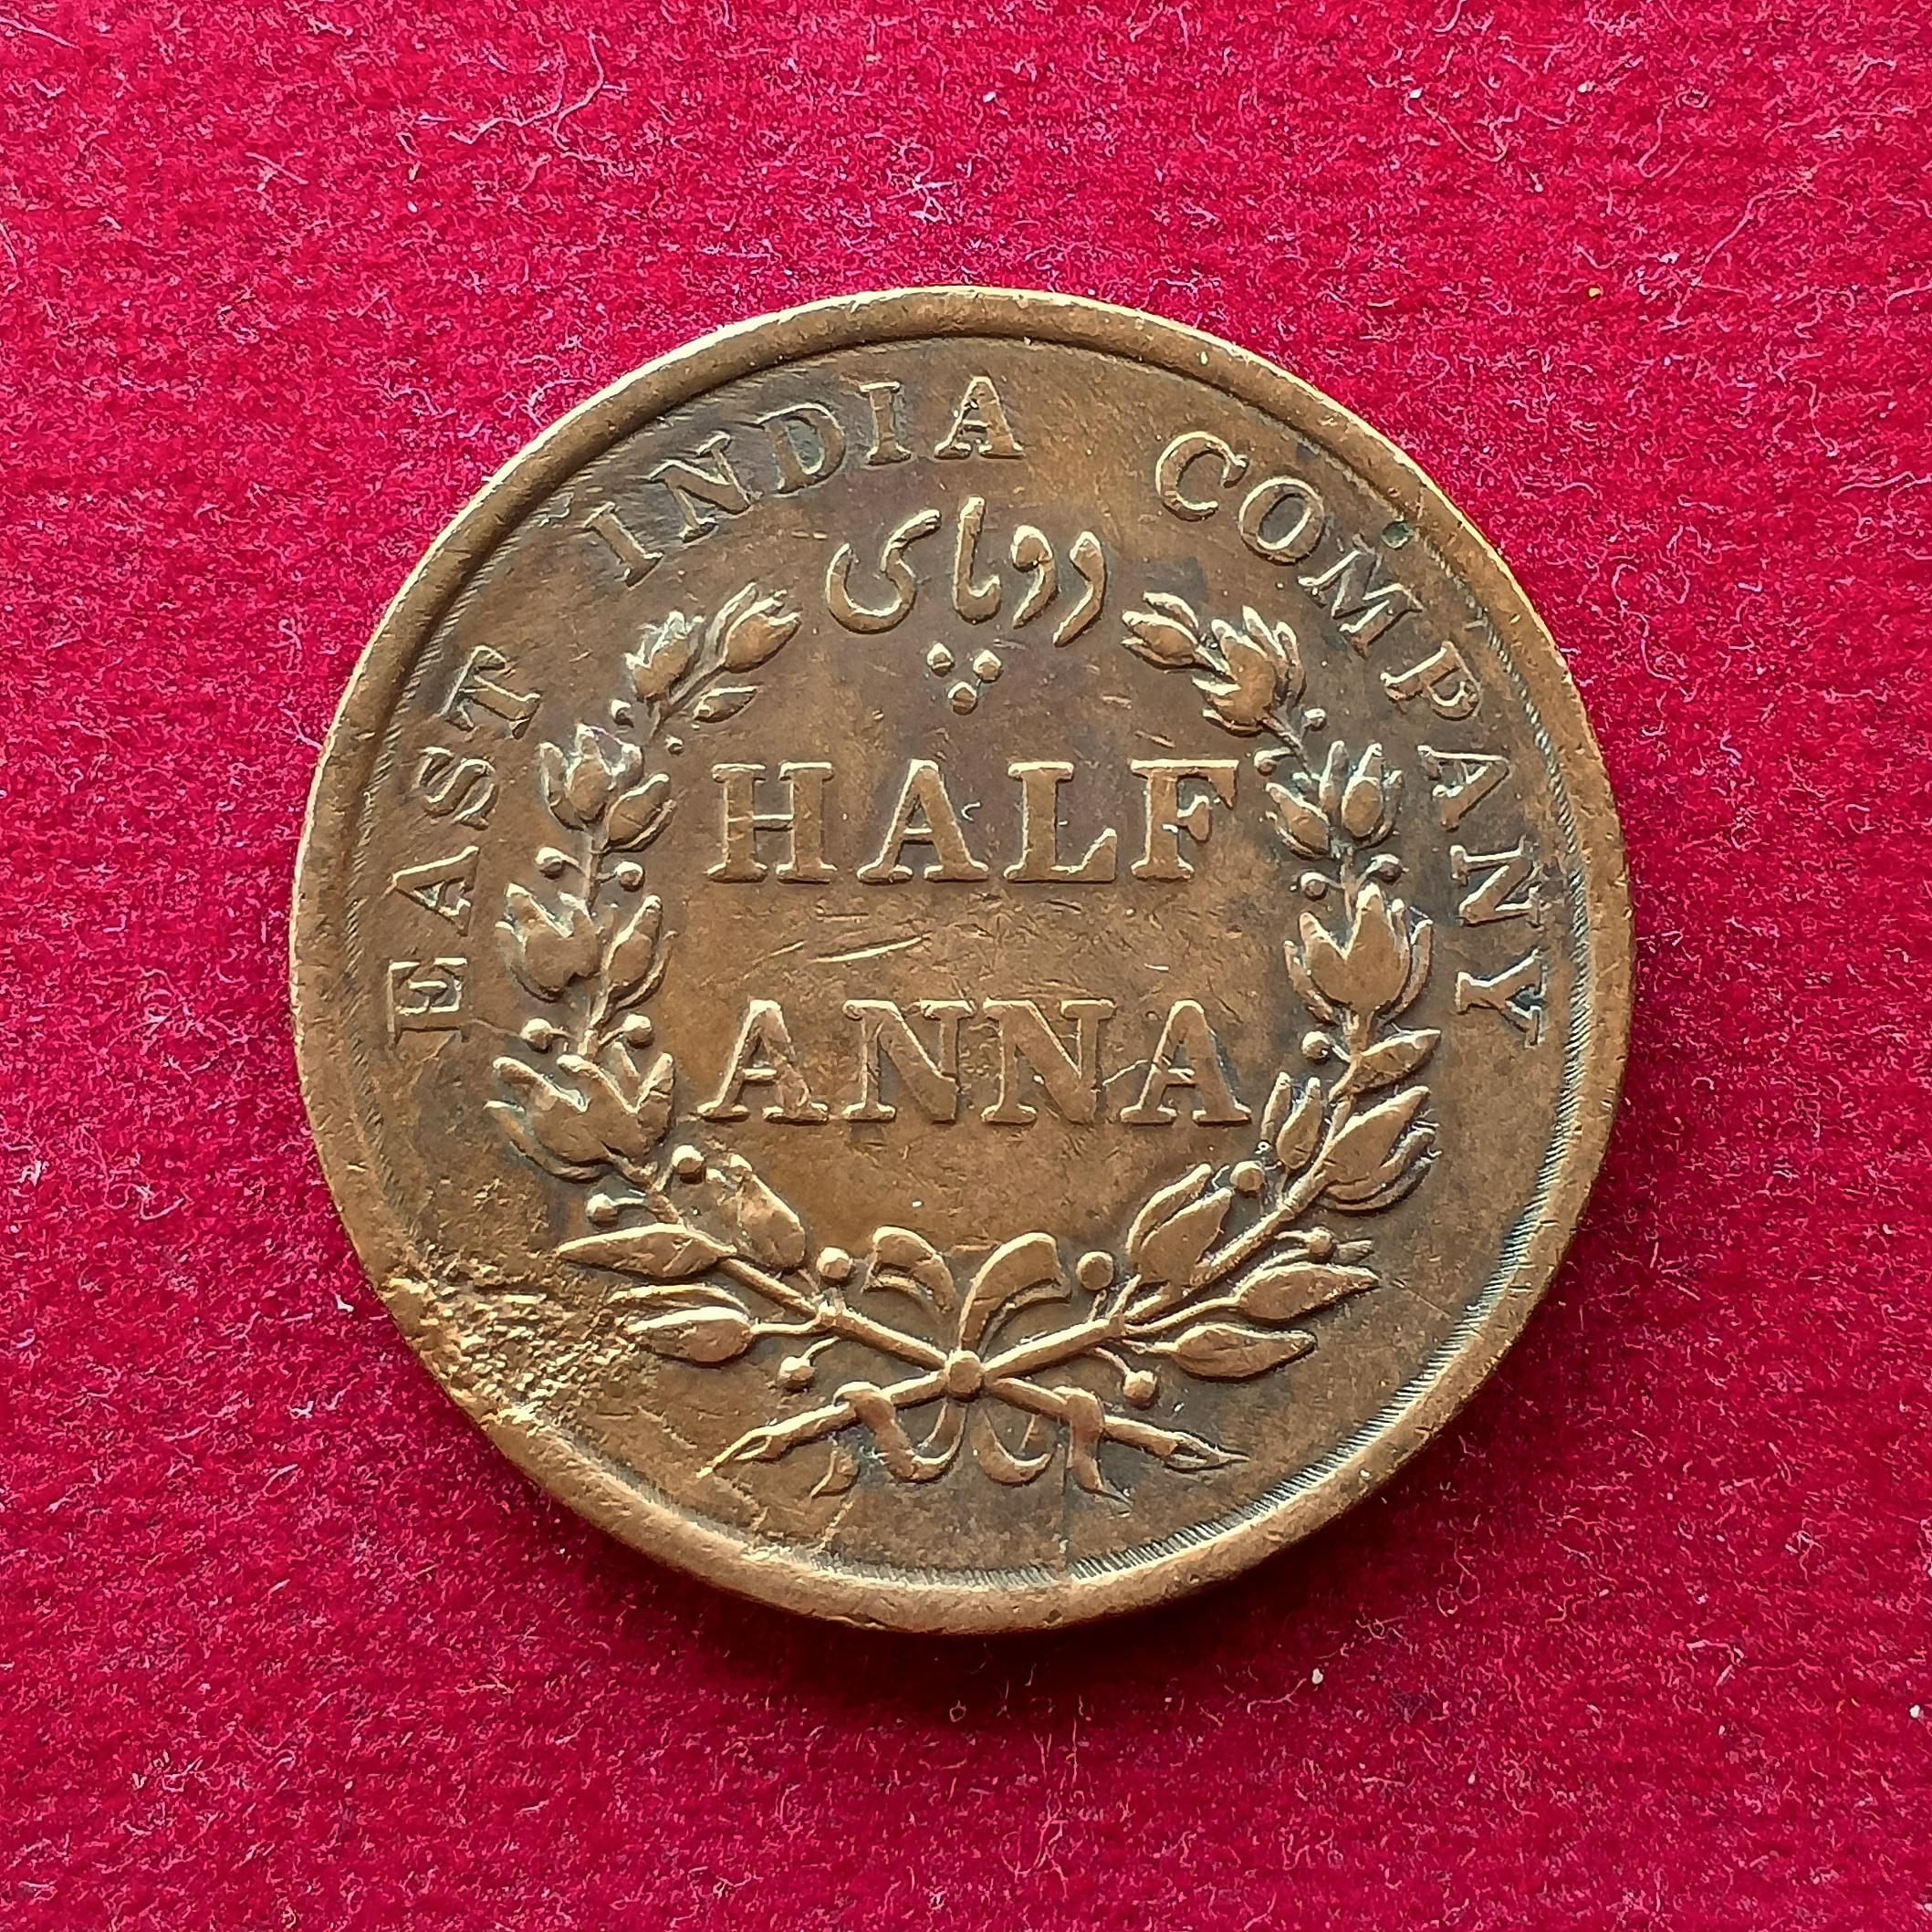 EAST INDIA COMPANY
دو پای
HALF
ANNA